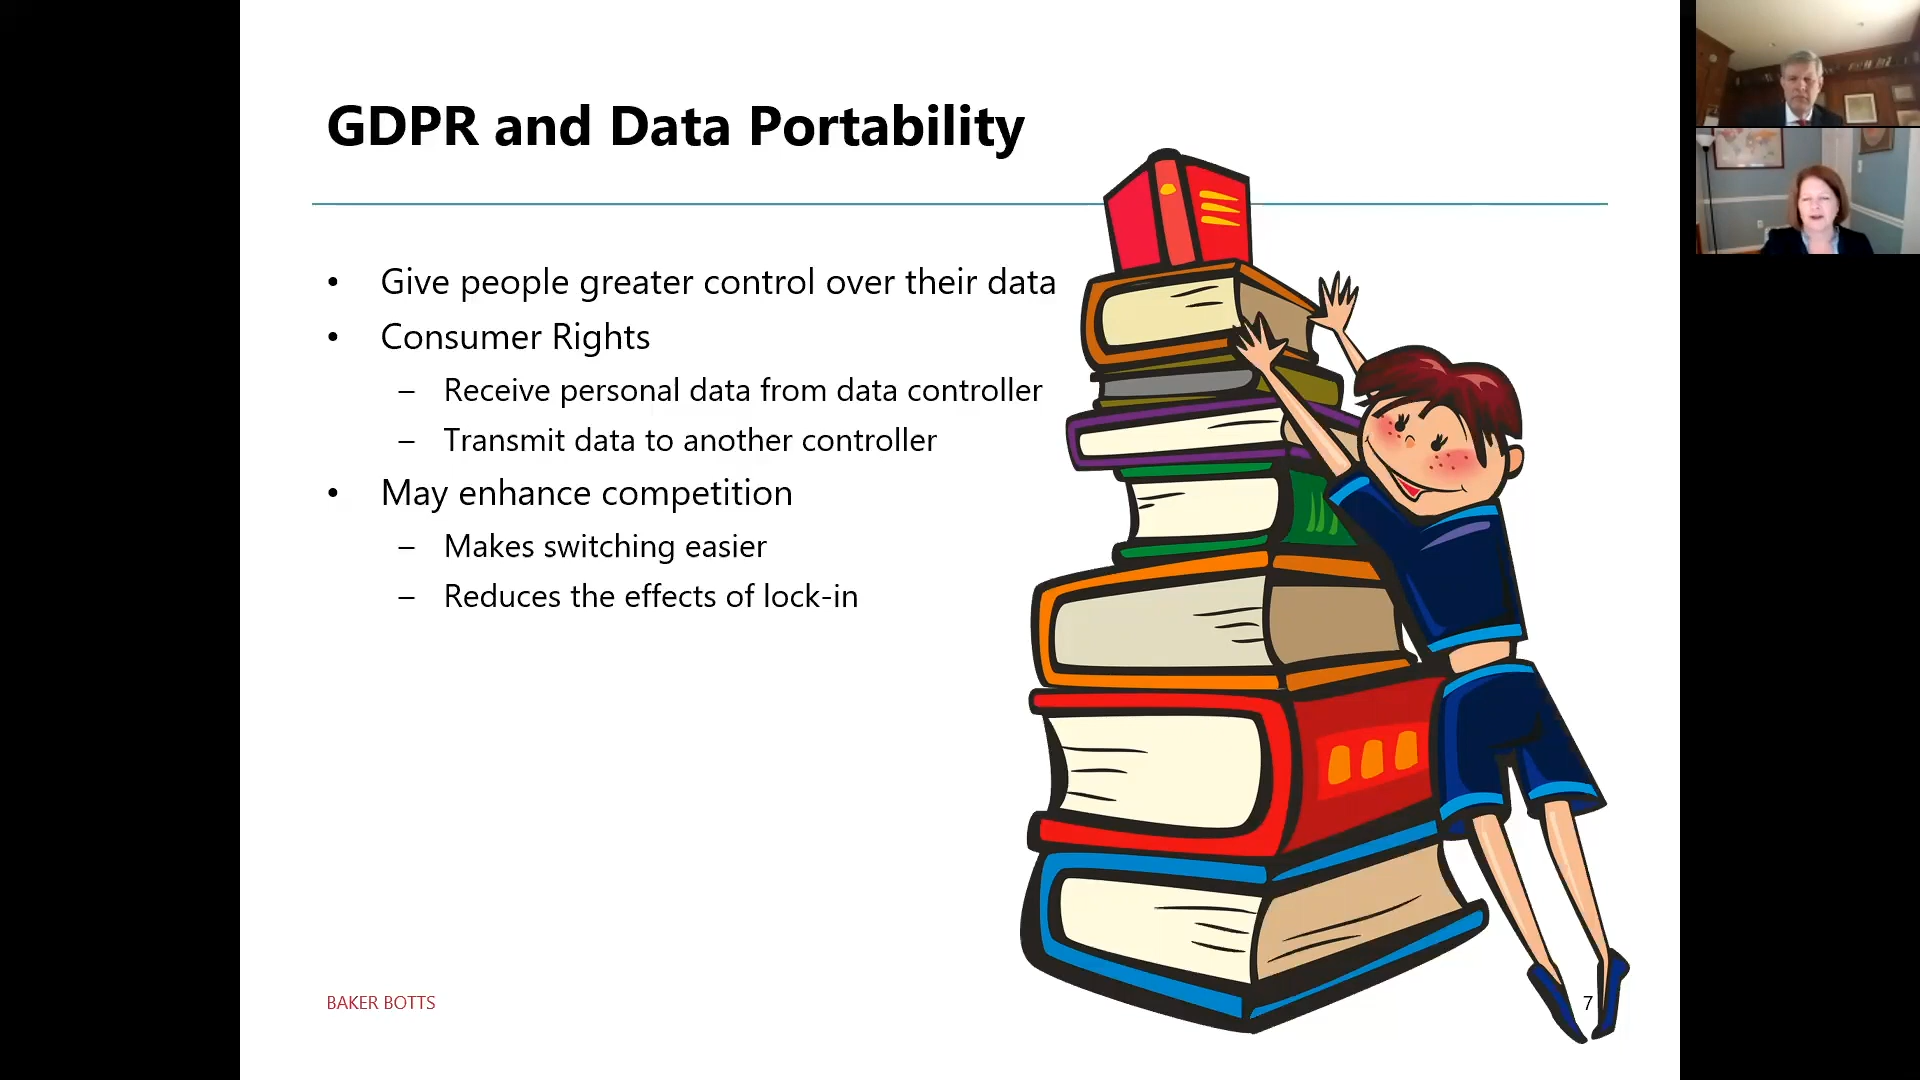 GDPR and Data Portability
• Give people greater control over their data
• Consumer Rights
– Receive personal data from data controller
– Transmit data to another controller
• May enhance competition
– Makes switching easier
– Reduces the effects of lock-in
BAKER BOTTS
7